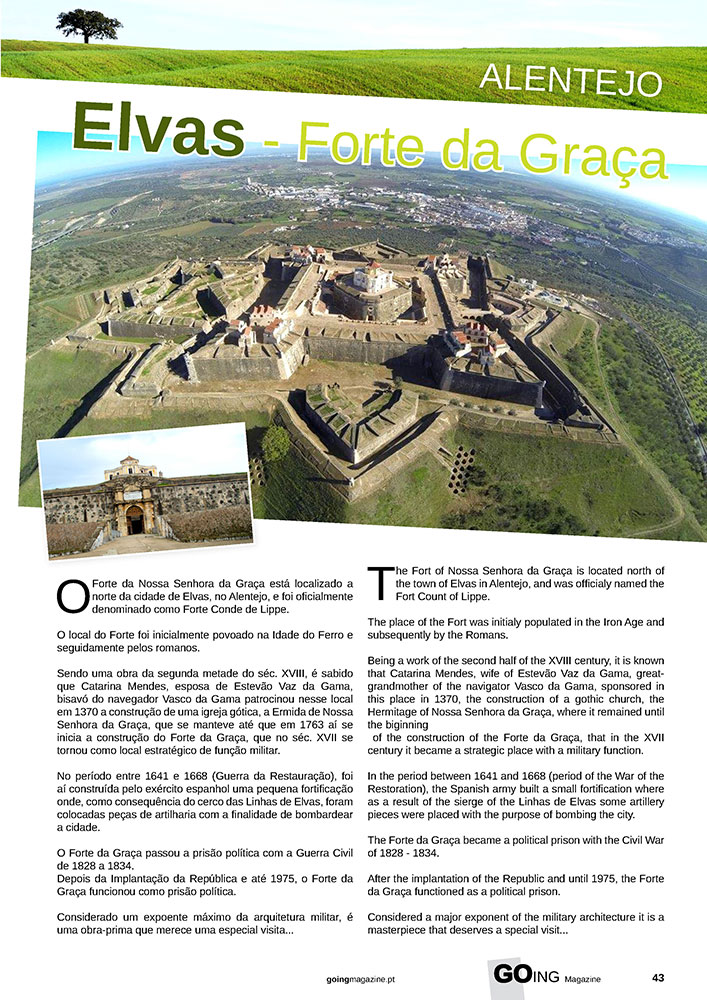 ALENTEJO
Elvas - Forte da Graça
O Forte da Nossa Senhora da Graça está localizado a
norte da cidade de Elvas, no Alentejo, e foi oficialmente
denominado como Forte Conde de Lippe.
O local do Forte foi inicialmente povoado na Idade do Ferro e
seguidamente pelos romanos.
Sendo uma obra da segunda metade do séc. XVIII, é sabido
que Catarina Mendes, esposa de Estevão Vaz da Gama,
bisavó do navegador Vasco da Gama patrocinou nesse local
em 1370 a construção de uma igreja gótica, a Ermida de Nossa
Senhora da Graça, que se manteve até que em 1763 aí se
inicia a construção do Forte da Graça, que no séc. XVII se
tornou como local estratégico de função militar.
No período entre 1641 e 1668 (Guerra da Restauração), foi
aí construída pelo exército espanhol uma pequena fortificação
onde, como consequência do cerco das Linhas de Elvas, foram
colocadas peças de artilharia com a finalidade de bombardear
a cidade.
O Forte da Graça passou a prisão política com a Guerra Civil
de 1828 a 1834.
Depois da Implantação da República e até 1975, o Forte da
Graça funcionou como prisão política.
Considerado um expoente máximo da arquitetura militar, é
uma obra-prima que merece uma especial visita...
The Fort of Nossa Senhora da Graça is located north of
the town of Elvas in Alentejo, and was officialy named the
Fort Count of Lippe.
The place of the Fort was initialy populated in the Iron Age and
subsequently by the Romans.
Being a work of the second half of the XVIII century, it is known
that Catarina Mendes, wife of Estevão Vaz da Gama, great-
grandmother of the navigator Vasco da Gama, sponsored in
this place in 1370, the construction of a gothic church, the
Hermitage of Nossa Senhora da Graça, where it remained until
the beginning
of the construction of the Forte da Graça, that in the XVII
century it became a strategic place with a military function.
In the period between 1641 and 1668 (period of the War of the
Restoration), the Spanish army built a small fortification where
as a result of the sierge of the Linhas de Elvas some artillery
pieces were placed with the purpose of bombing the city.
The Forte da Graça became a political prison with the Civil War
of 1828 - 1834.
After the implantation of the Republic and until 1975, the Forte
da Graça functioned as a political prison.
Considered a major exponent of the military architecture it is a
masterpiece that deserves a special visit...
goingmagazine.pt
GOING Magazine
43